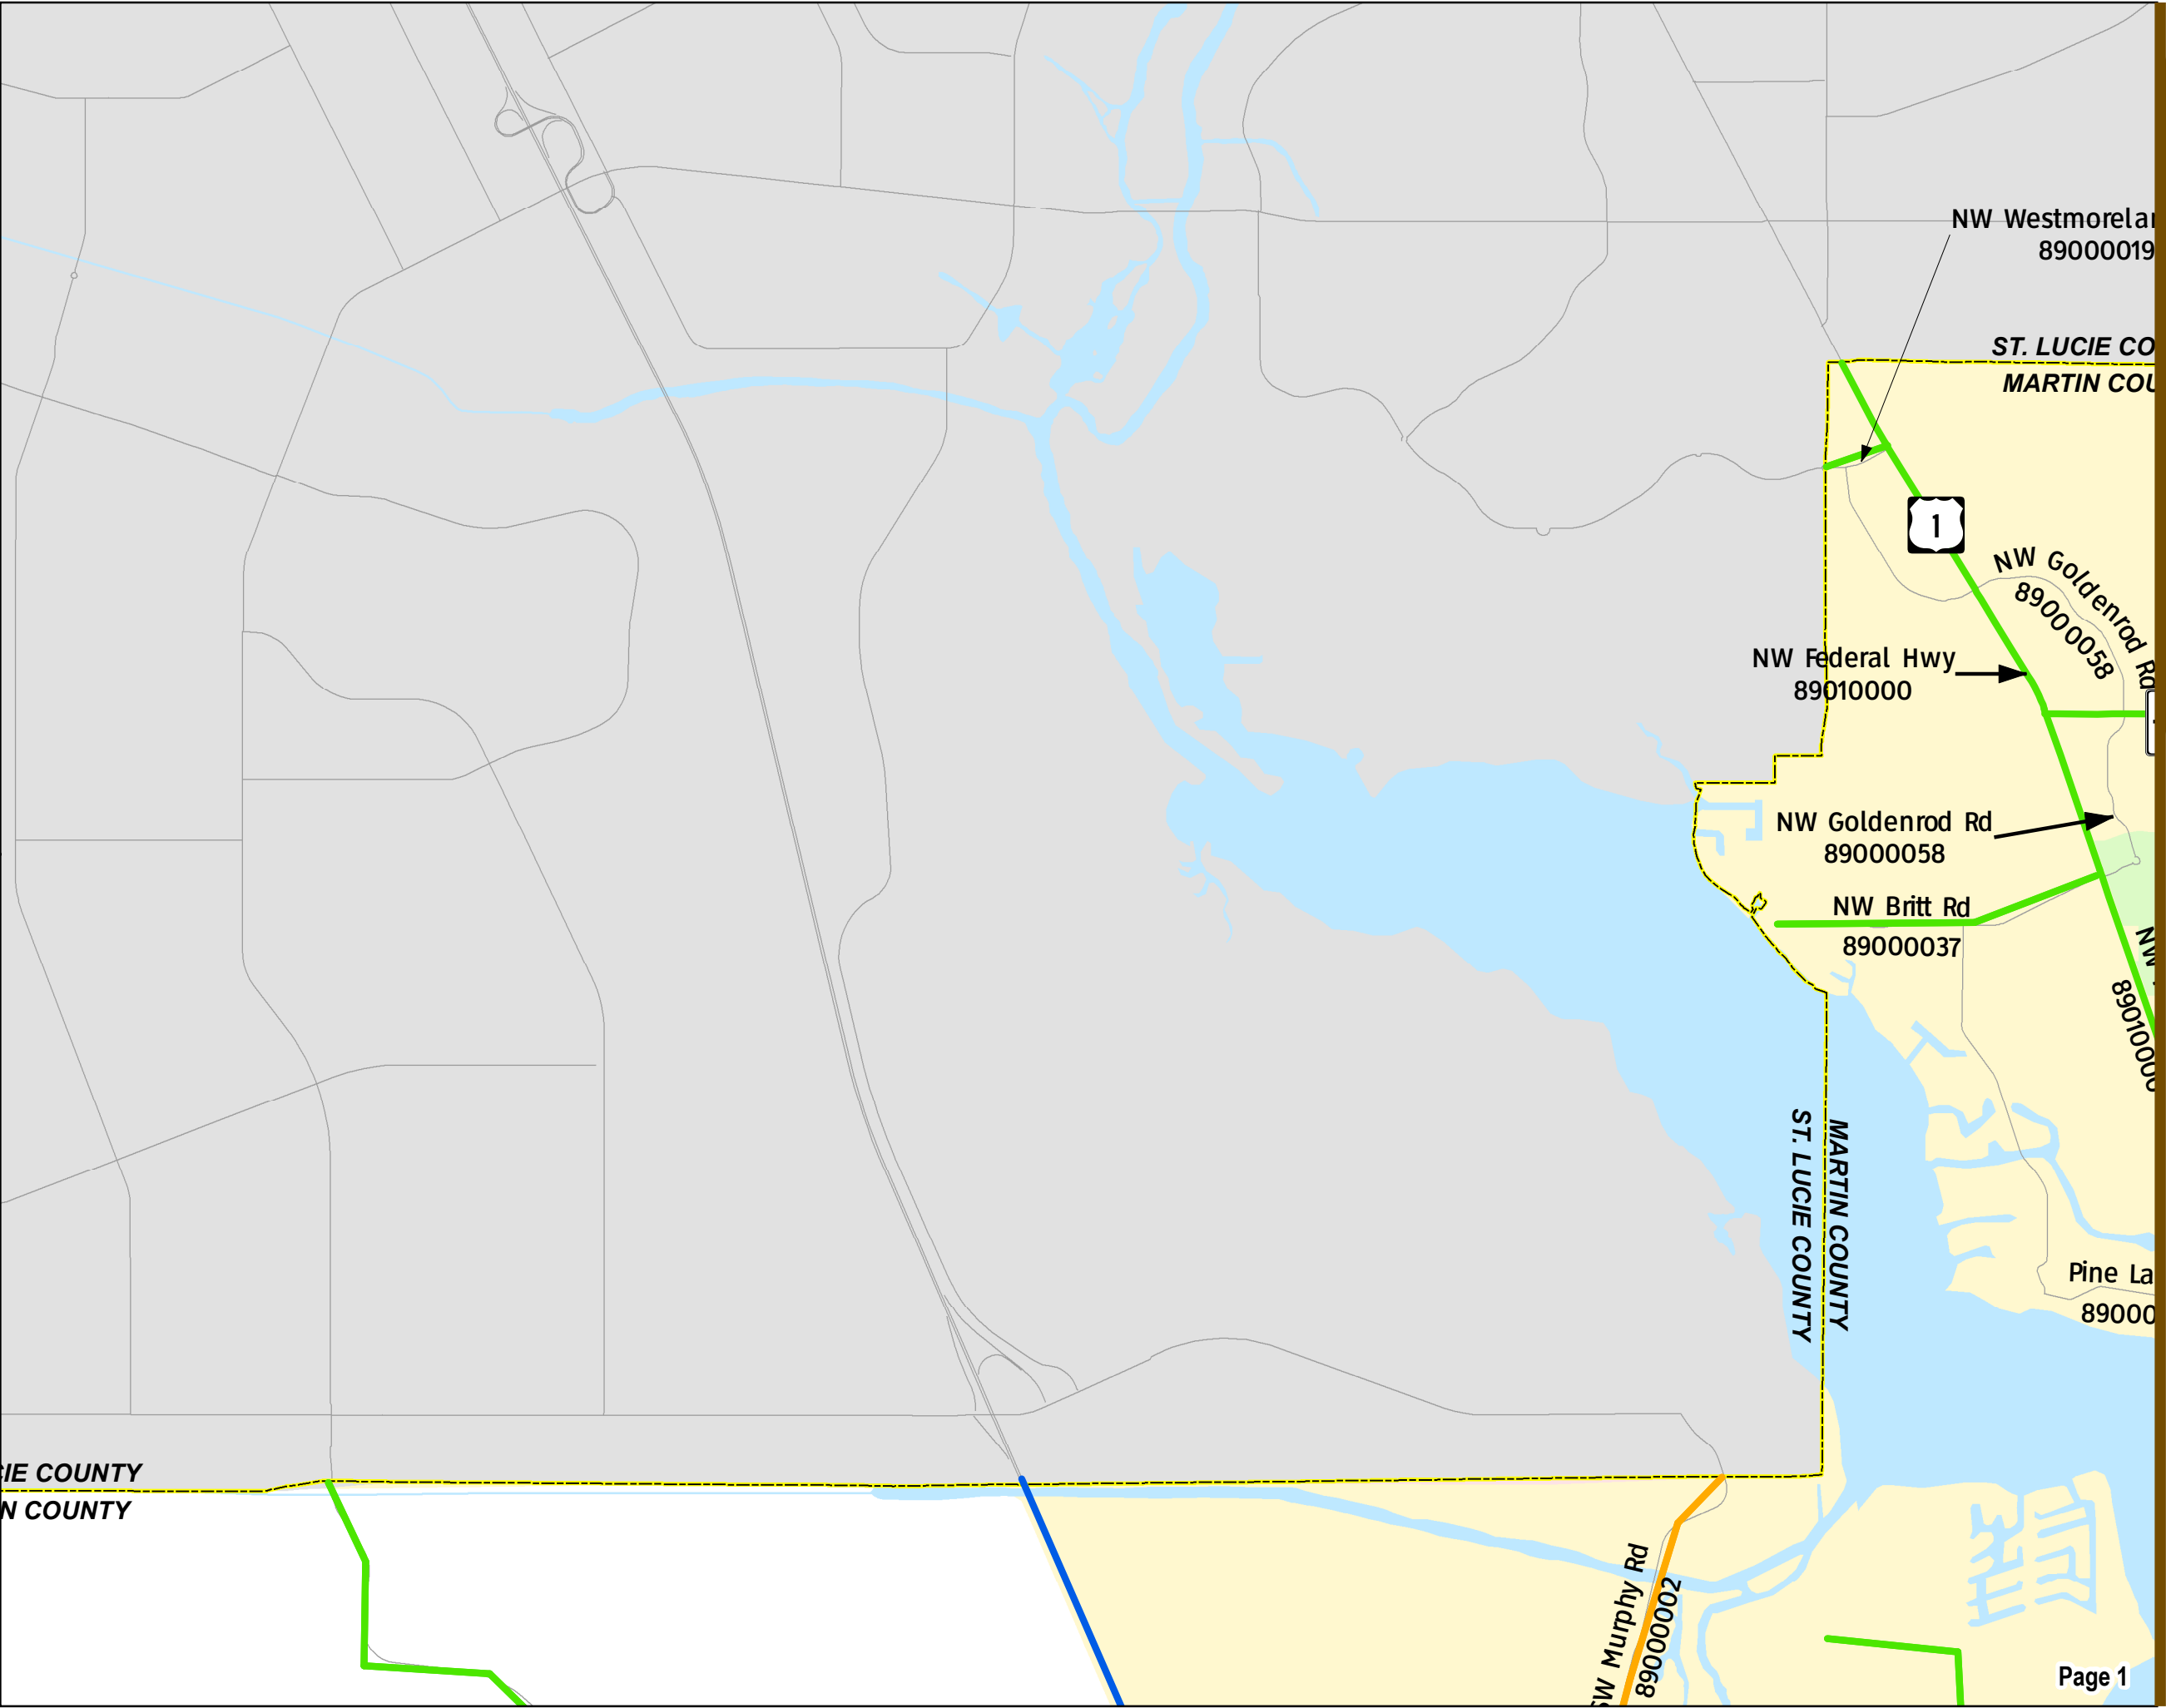 NW Westmorelan
89000019
ST. LUCIE CO
MARTIN COU
1
NW Goldenrod Rd
89000058
NW Federal Hwy
89010000
NW Goldenrod Rd
89000058
NW Britt Rd
89000037
NW
89010000
MARTIN COUNTY
ST. LUCIE COUNTY
Pine La
89000
IE COUNTY
N COUNTY
SW Murphy Rd
89000002
Page 1